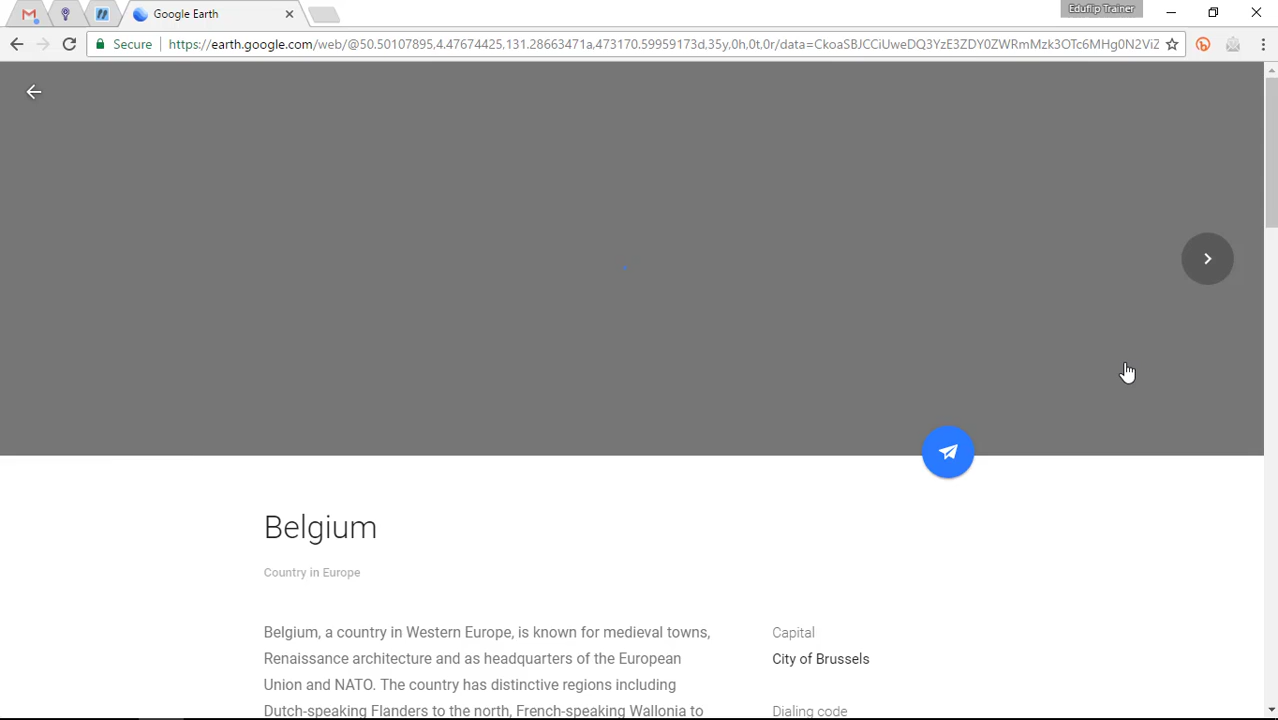 Google Earth
Eduflip Trainer
Secure
https://earth.google.com/web/@50.50107895,4.47674425,131.28663471a,473170.59959173d,35y,0h,0t,0r/data=CkoaSBJCCiUweDQ3YzE3ZDY0ZWRmMzk3OTc6MHg0N2ViZ
Belgium
Country in Europe
Belgium, a country in Western Europe, is known for medieval towns,
Renaissance architecture and as headquarters of the European
Union and NATO. The country has distinctive regions including
Dutch-speaking Flanders to the north, French-speaking Wallonia to
Capital
City of Brussels
Dialing code